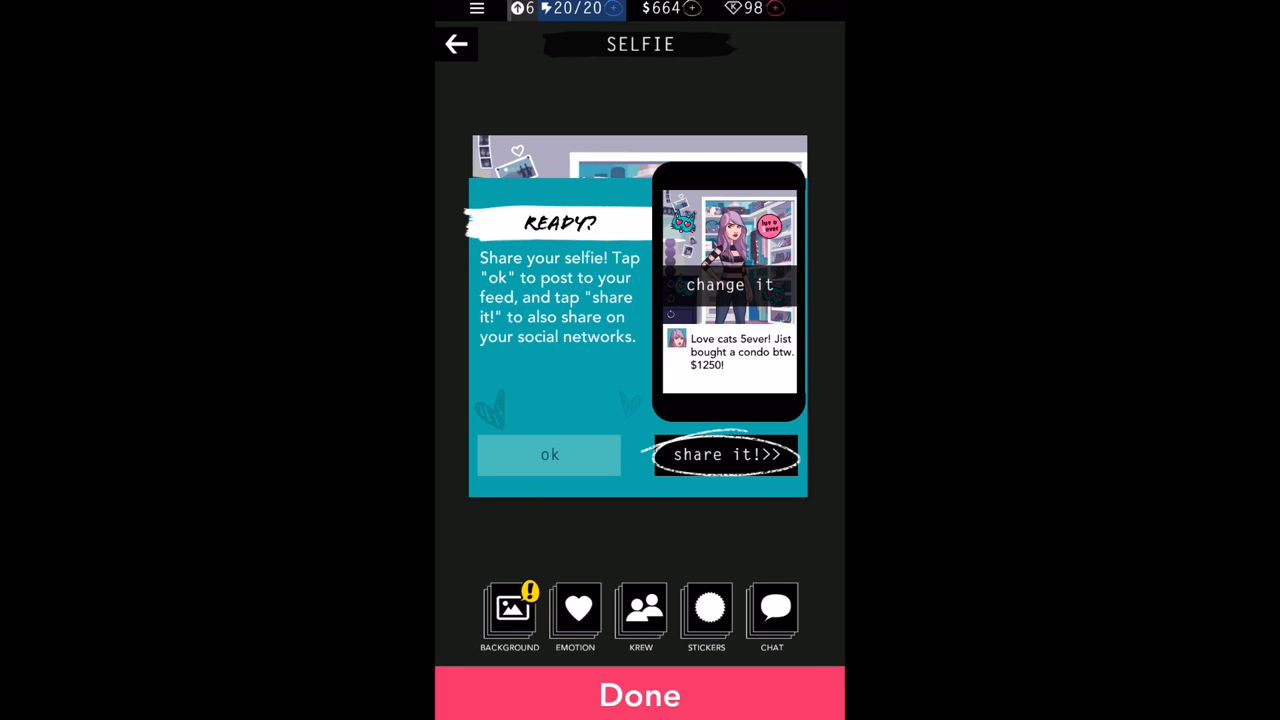 6 20/20 $664 98
SELFIE
READY?
Share your selfie! Tap
"ok" to post to your
feed, and tap "share
it!" to also share on
your social networks.
luv u
ever
change it
Love cats 5ever! Jist
bought a condo btw.
$1250!
ok
share it!>>
!
BACKGROUND
EMOTION
KREW
STICKERS
CHAT
Done